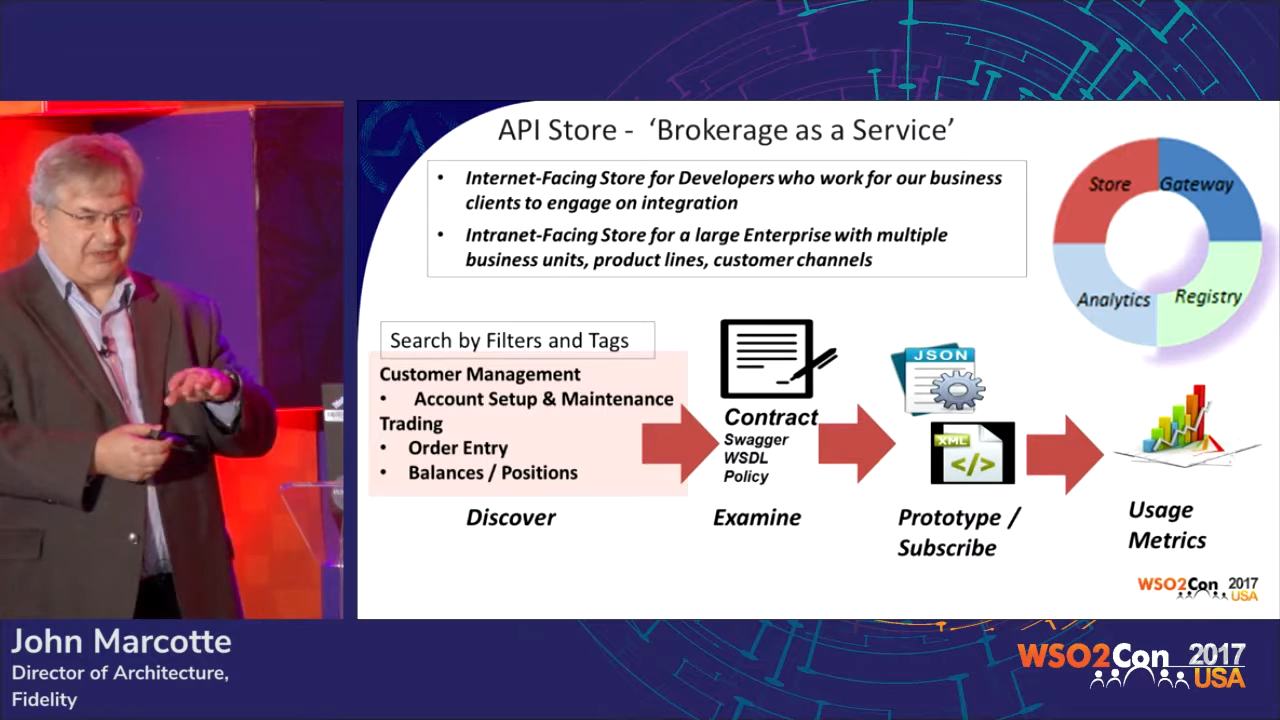 API Store - ‘Brokerage as a Service’
• Internet-Facing Store for Developers who work for our business
clients to engage on integration
• Intranet-Facing Store for a large Enterprise with multiple
business units, product lines, customer channels
Store
Gateway
Analytics
Registry
Search by Filters and Tags
Customer Management
• Account Setup & Maintenance
Trading
• Order Entry
• Balances / Positions
Discover
Contract
Swagger
WSDL
Policy
Examine
JSON
XML
</>
Prototype /
Subscribe
Usage
Metrics
WSO2Con 2017
USA
John Marcotte
Director of Architecture,
Fidelity
WSO2Con 2017
USA